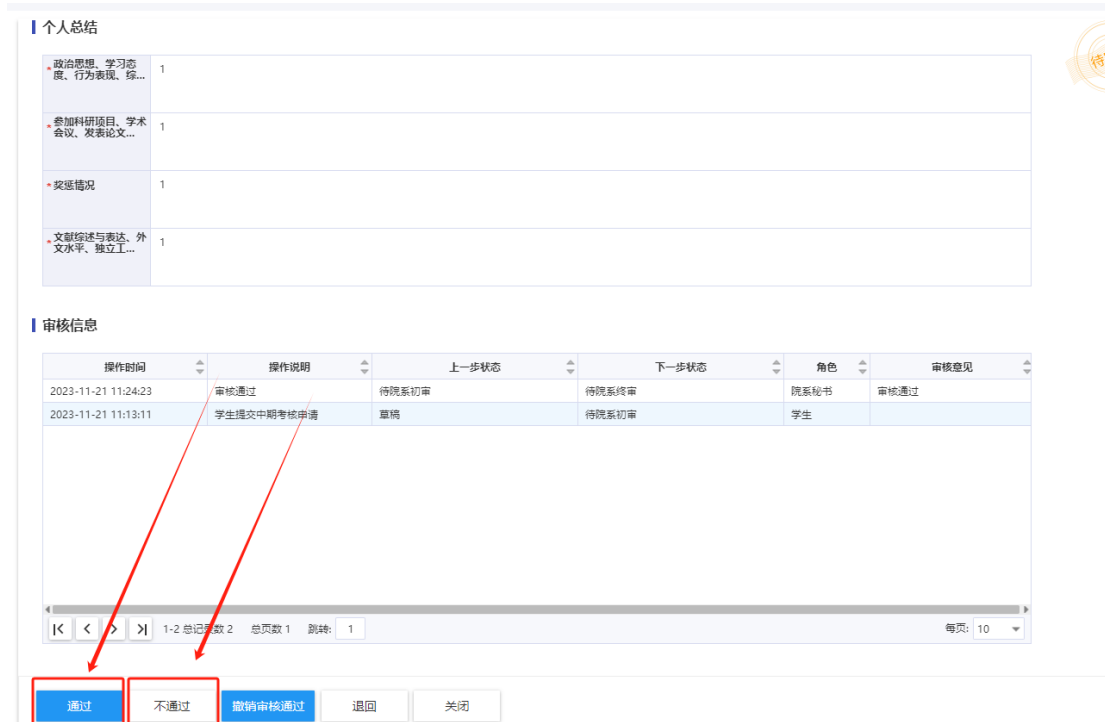 个人总结
*政治思想、学习态
度、行为表现、综...
1
*参加科研项目、学术
会议、发表论文...
1
*奖惩情况
1
*文献综述与表达、外
文水平、独立工...
1
审核信息
操作时间 操作说明 上一步状态 下一步状态 角色 审核意见
2023-11-21 11:24:23 审核通过 待院系初审 待院系终审 院系秘书 审核通过
2023-11-21 11:13:11 学生提交中期考核申请 草稿 待院系初审 学生
1-2 总记录数 2 总页数 1 跳转: 1 每页: 10
通过 不通过 撤销审核通过 退回 关闭